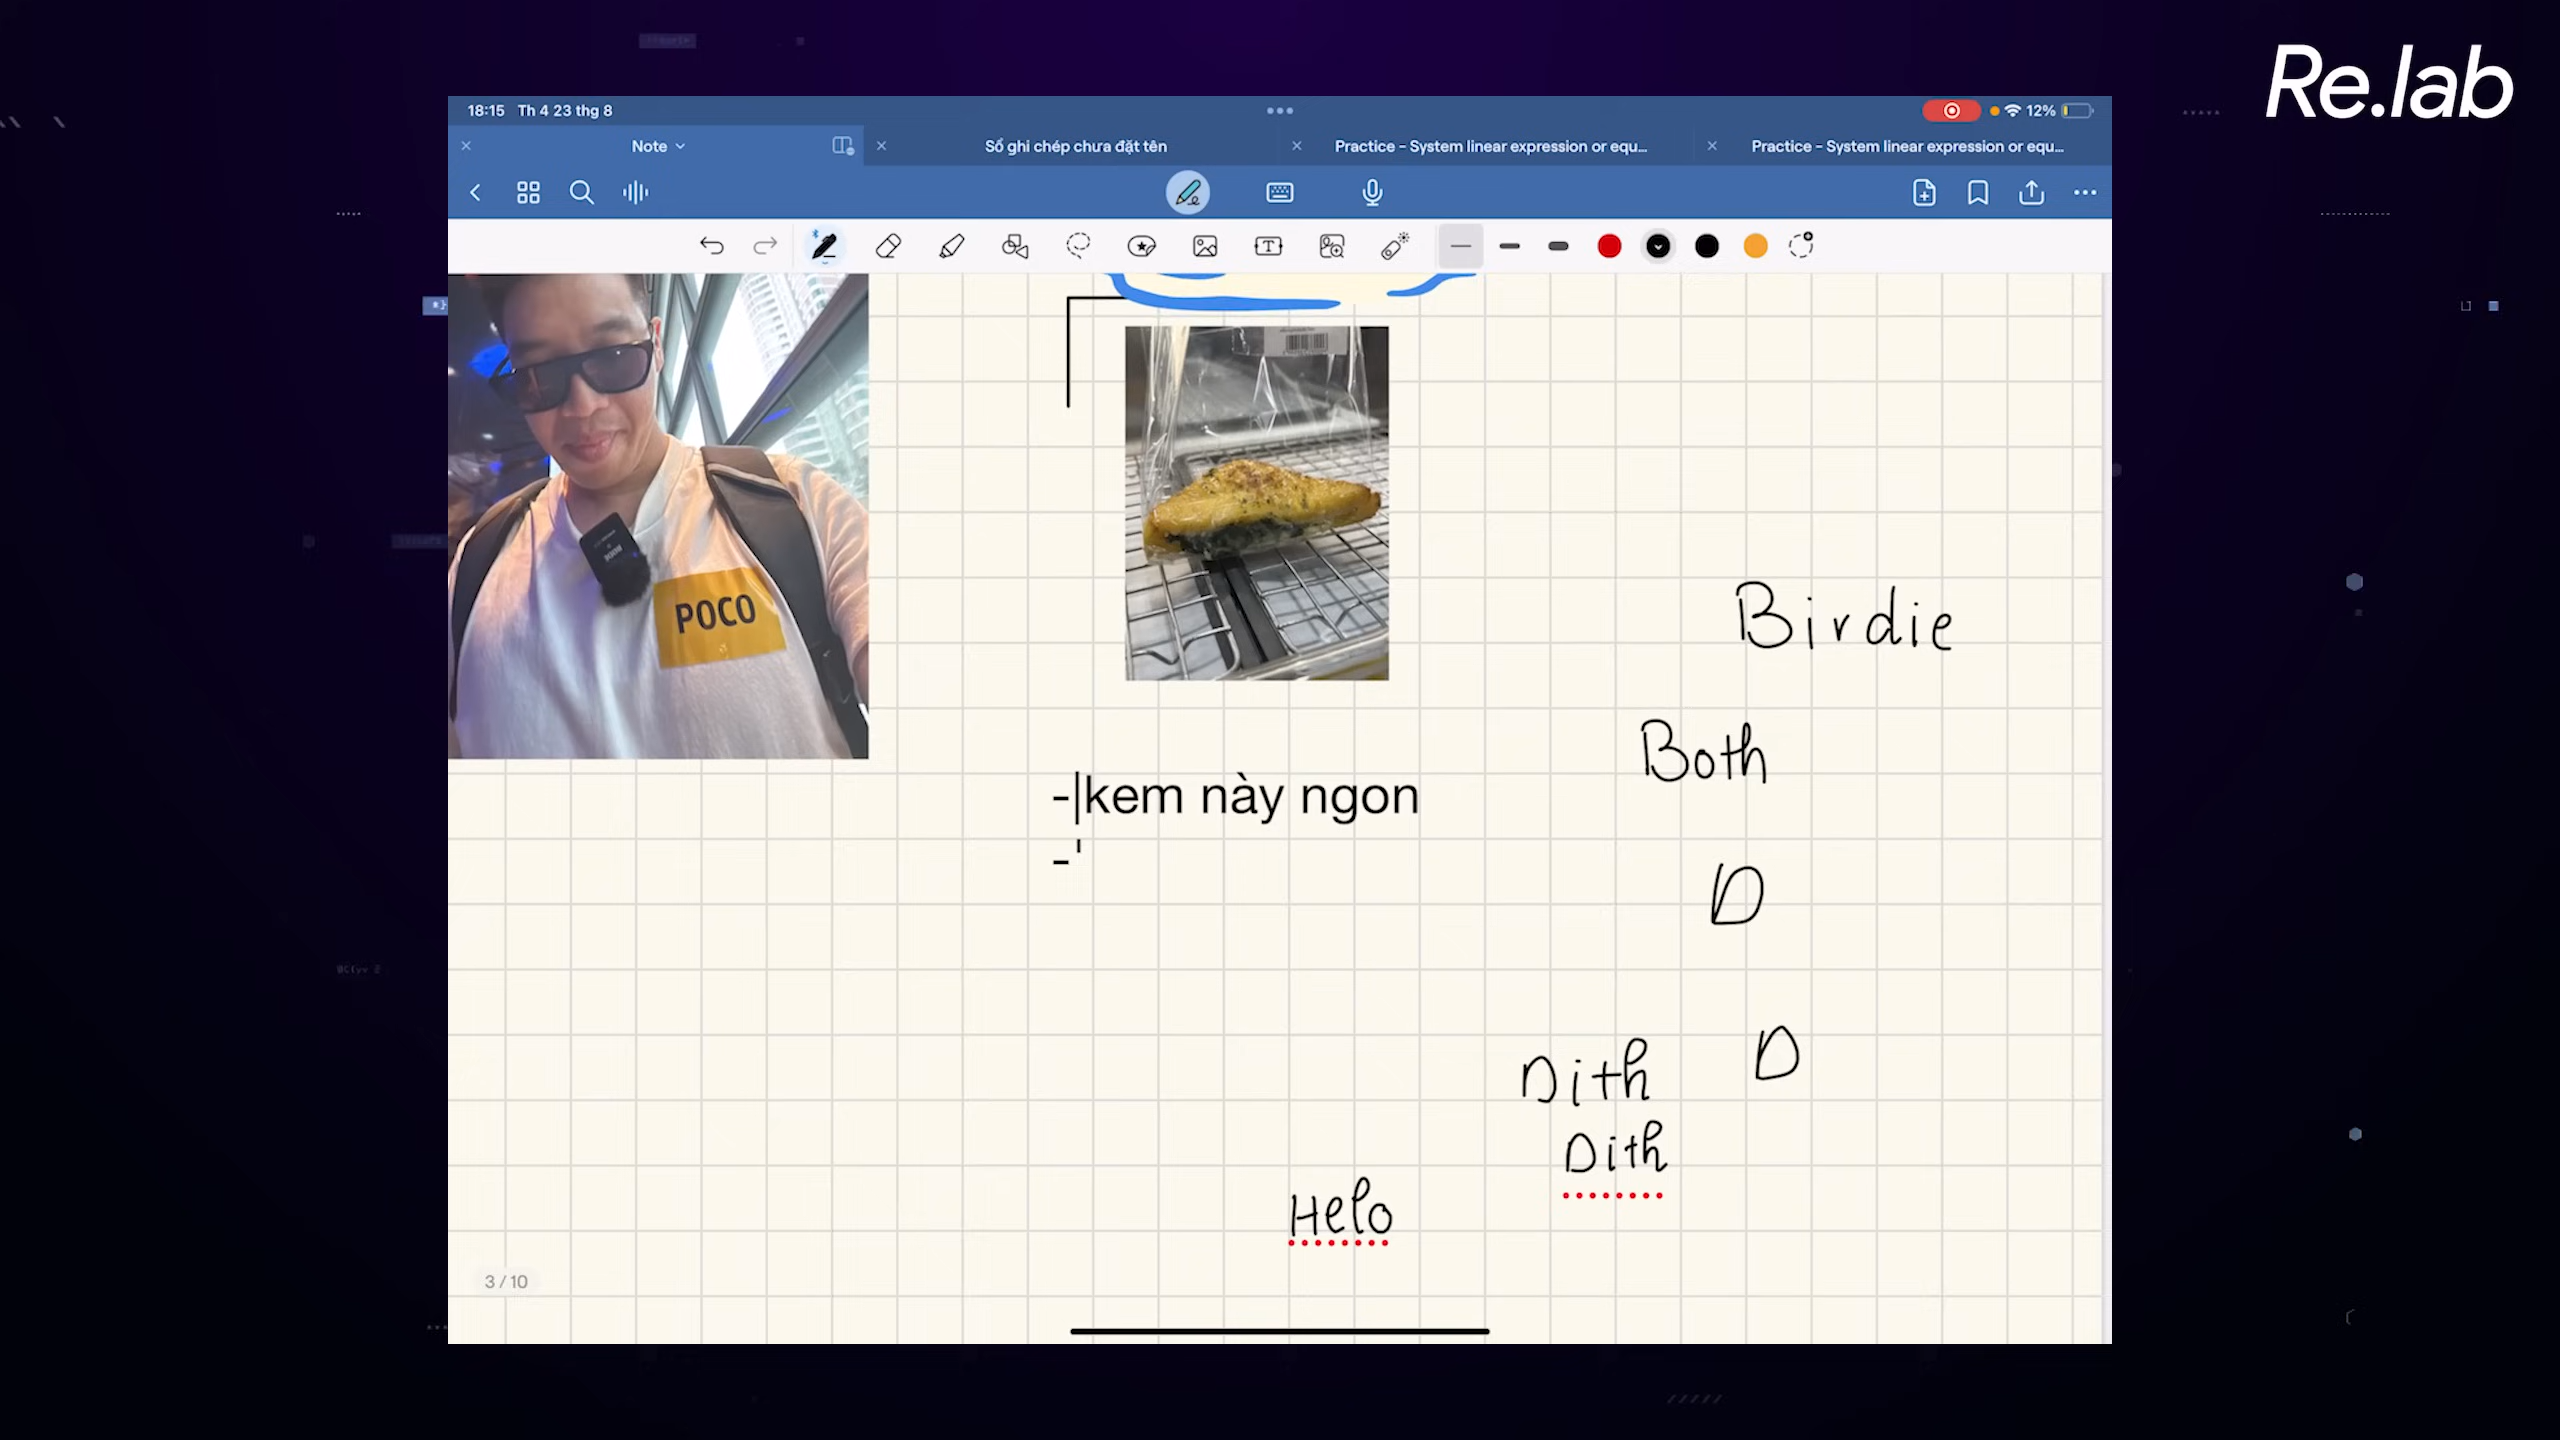 Re.lab
18:15 Th 4 23 thg 8
12%
Note
Sổ ghi chép chưa đặt tên
Practice - System linear expression or equ...
Practice - System linear expression or equ...
POCO
Birdie
Both
-kem này ngon
-
D
D
Dith
Dith
Helo
3 / 10